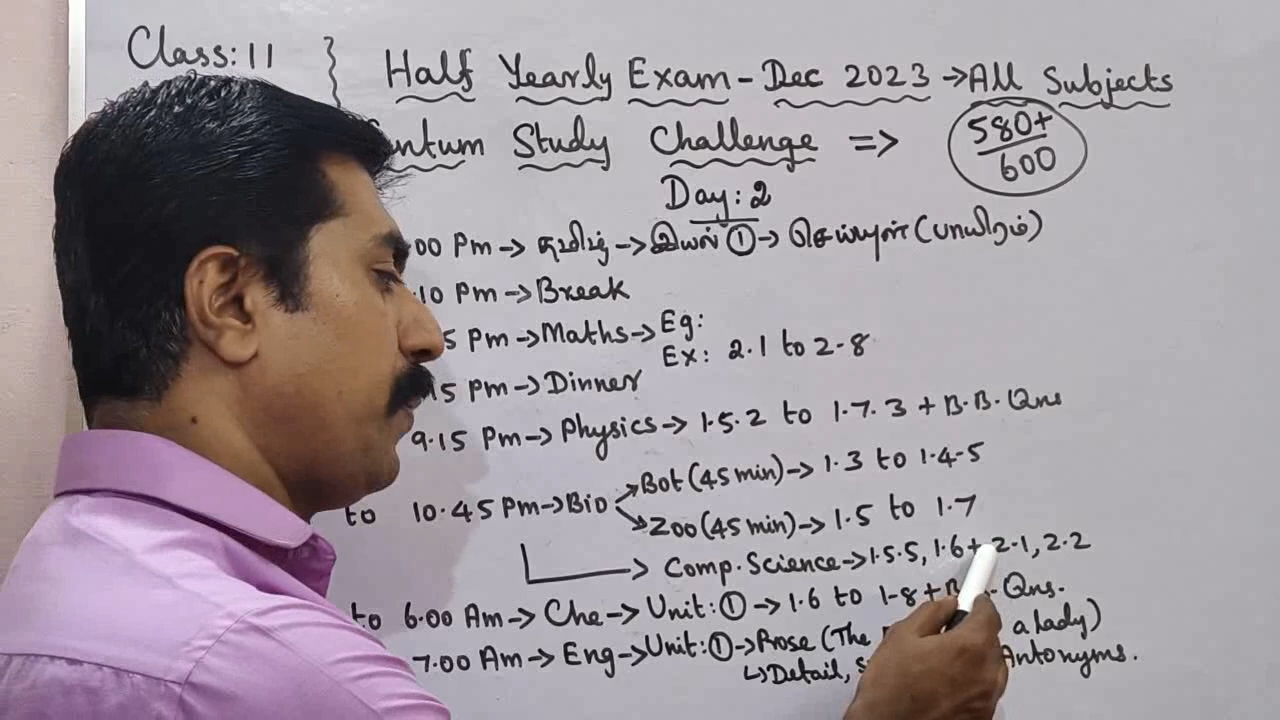 Class: 11
Half Yearly Exam - Dec 2023 → All Subjects
ntum Study Challenge => 580+/600
Day: 2
00 Pm → தமிழ் → இயல் ① → செய்யுள் (பாயிரம்)
10 Pm → Break
5 Pm → Maths → Eg:
Ex: 2.1 to 2.8
15 Pm → Dinner
9.15 Pm → Physics → 1.5.2 to 1.7.3 + B.B. Qns
to 10.45 Pm → Bio → Bot (45 min) → 1.3 to 1.4.5
→ Zoo (45 min) → 1.5 to 1.7
→ Comp. Science → 1.5.5, 1.6 + 2.1, 2.2
to 6.00 Am → Che → Unit: ① → 1.6 to 1.8 + B. Qns.
7.00 Am → Eng → Unit: ① → Prose (The a lady)
↳ Detail, Antonyms.